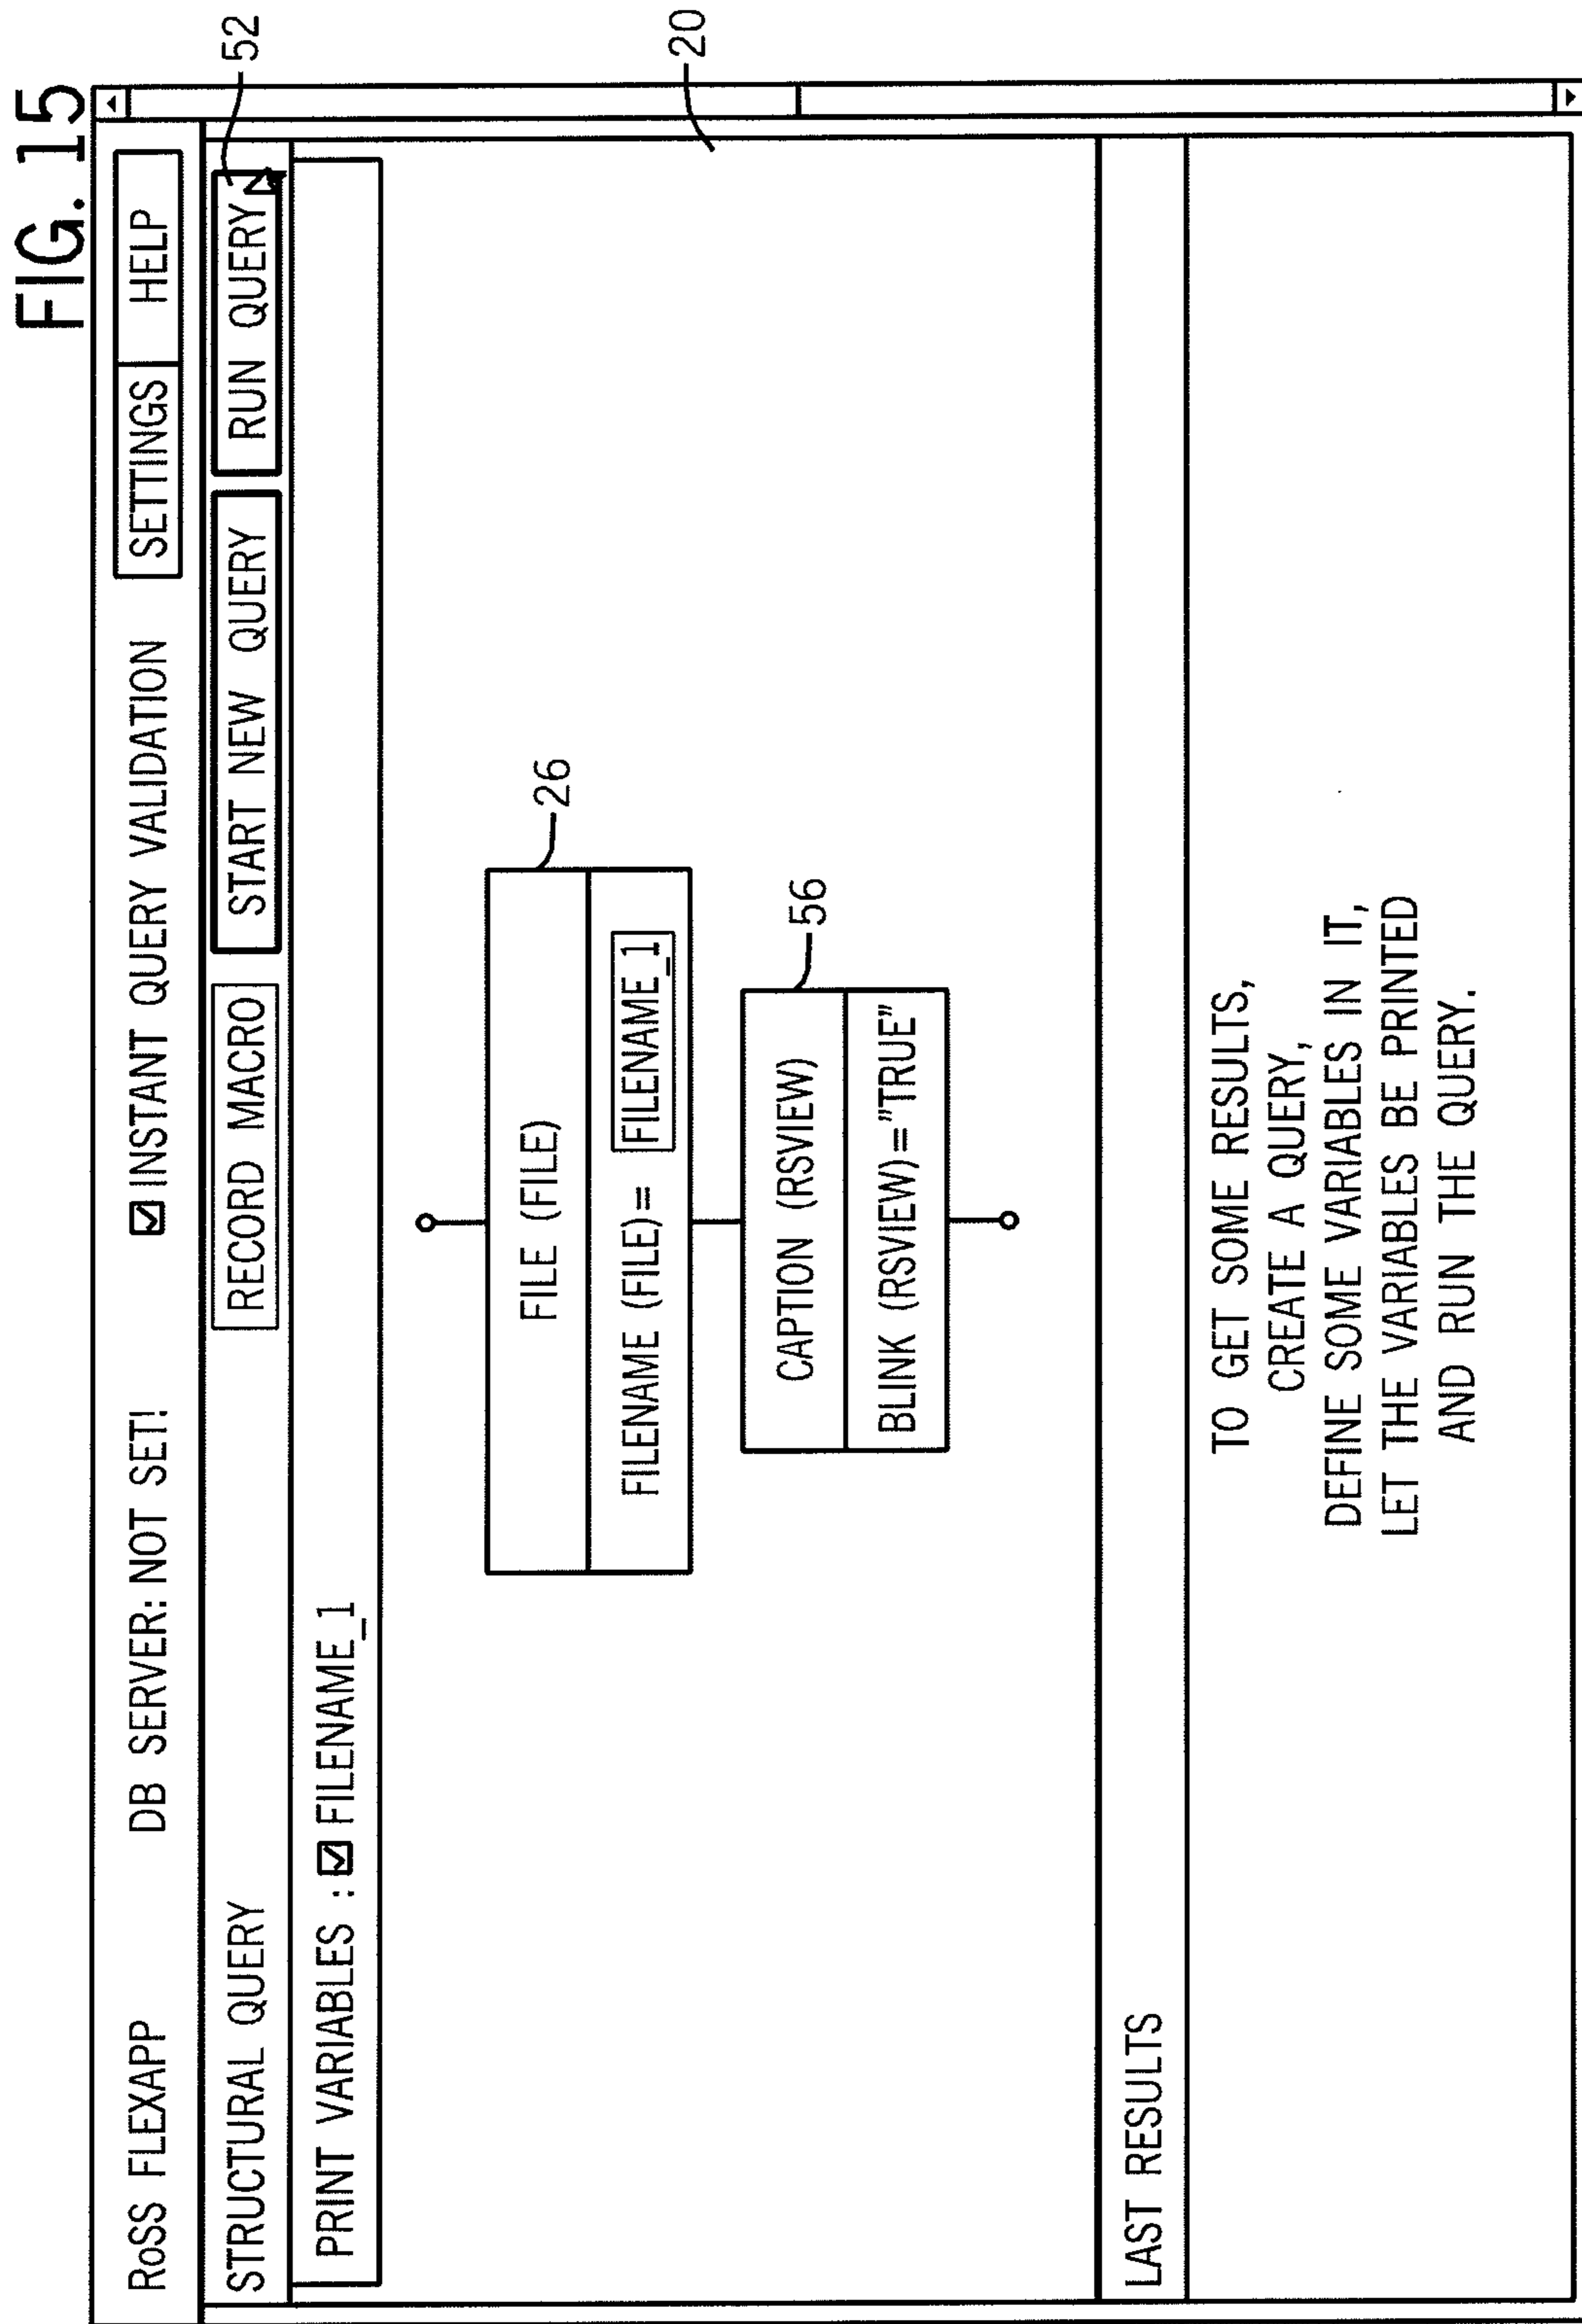 FIG. 15
RoSS FLEXAPP DB SERVER: NOT SET! ☑ INSTANT QUERY VALIDATION SETTINGS HELP
STRUCTURAL QUERY RECORD MACRO START NEW QUERY RUN QUERY 52
PRINT VARIABLES : ☑ FILENAME_1
FILE (FILE) 26
FILENAME (FILE)= FILENAME_1
20
CAPTION (RSVIEW) 56
BLINK (RSVIEW)="TRUE"
LAST RESULTS
TO GET SOME RESULTS,
CREATE A QUERY,
DEFINE SOME VARIABLES IN IT,
LET THE VARIABLES BE PRINTED
AND RUN THE QUERY.